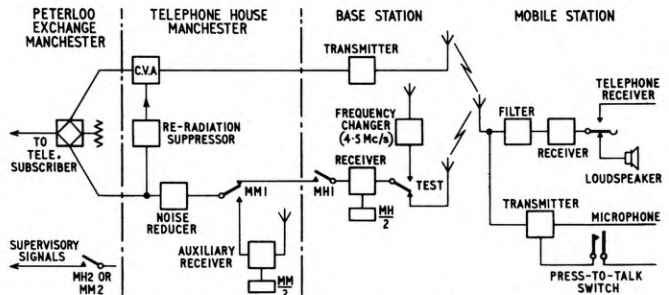 PETERLOO
EXCHANGE
MANCHESTER
TELEPHONE HOUSE
MANCHESTER
BASE STATION
MOBILE STATION
C.V.A
TRANSMITTER
TO
TELE.
SUBSCRIBER
RE-RADIATION
SUPPRESSOR
FREQUENCY
CHANGER
(4·5 Mc/s)
FILTER
RECEIVER
TELEPHONE
RECEIVER
LOUDSPEAKER
NOISE
REDUCER
MM1
MH1
RECEIVER
TEST
MH
2
AUXILIARY
RECEIVER
MM
2
TRANSMITTER
MICROPHONE
PRESS-TO-TALK
SWITCH
SUPERVISORY
SIGNALS
MH2 OR
MM2